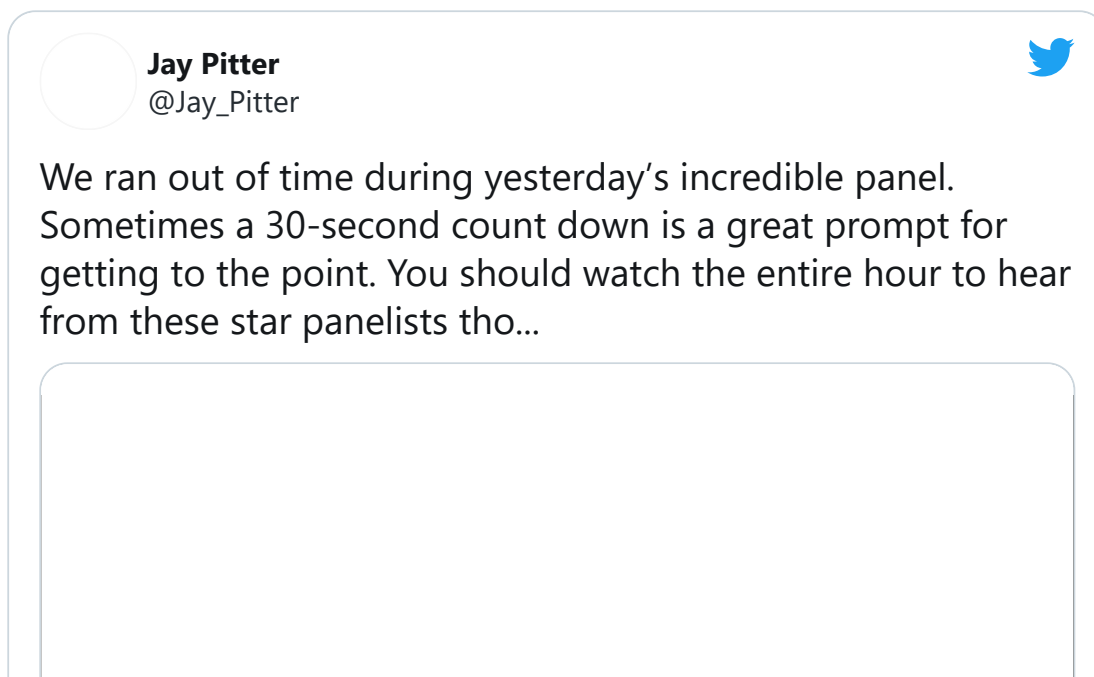 Jay Pitter
@Jay_Pitter
We ran out of time during yesterday’s incredible panel.
Sometimes a 30-second count down is a great prompt for
getting to the point. You should watch the entire hour to hear
from these star panelists tho...